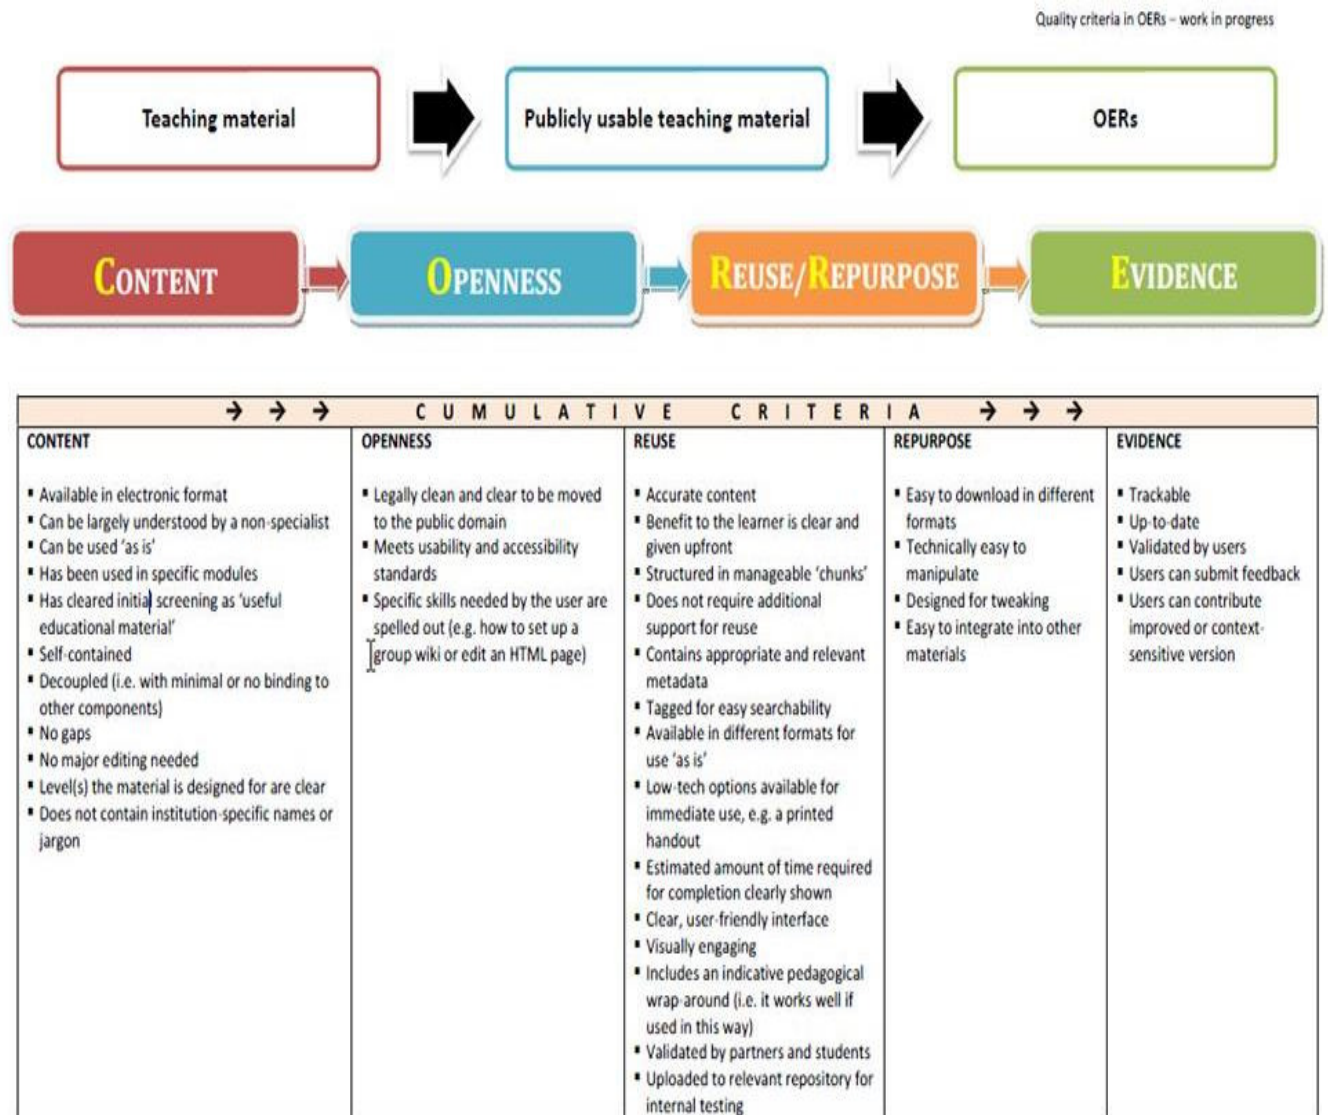 Quality criteria in OERs – work in progress
Teaching material
Publicly usable teaching material
OERs
CONTENT
OPENNESS
REUSE/REPURPOSE
EVIDENCE
→ → → CUMULATIVE CRITERIA → → →
CONTENT
▪ Available in electronic format
▪ Can be largely understood by a non-specialist
▪ Can be used 'as is'
▪ Has been used in specific modules
▪ Has cleared initial screening as 'useful
educational material'
▪ Self-contained
▪ Decoupled (i.e. with minimal or no binding to
other components)
▪ No gaps
▪ No major editing needed
▪ Level(s) the material is designed for are clear
▪ Does not contain institution-specific names or
jargon
OPENNESS
▪ Legally clean and clear to be moved
to the public domain
▪ Meets usability and accessibility
standards
▪ Specific skills needed by the user are
spelled out (e.g. how to set up a
group wiki or edit an HTML page)
REUSE
▪ Accurate content
▪ Benefit to the learner is clear and
given upfront
▪ Structured in manageable 'chunks'
▪ Does not require additional
support for reuse
▪ Contains appropriate and relevant
metadata
▪ Tagged for easy searchability
▪ Available in different formats for
use 'as is'
▪ Low-tech options available for
immediate use, e.g. a printed
handout
▪ Estimated amount of time required
for completion clearly shown
▪ Clear, user-friendly interface
▪ Visually engaging
▪ Includes an indicative pedagogical
wrap-around (i.e. it works well if
used in this way)
▪ Validated by partners and students
▪ Uploaded to relevant repository for
internal testing
REPURPOSE
▪ Easy to download in different
formats
▪ Technically easy to
manipulate
▪ Designed for tweaking
▪ Easy to integrate into other
materials
EVIDENCE
▪ Trackable
▪ Up-to-date
▪ Validated by users
▪ Users can submit feedback
▪ Users can contribute
improved or context-
sensitive version